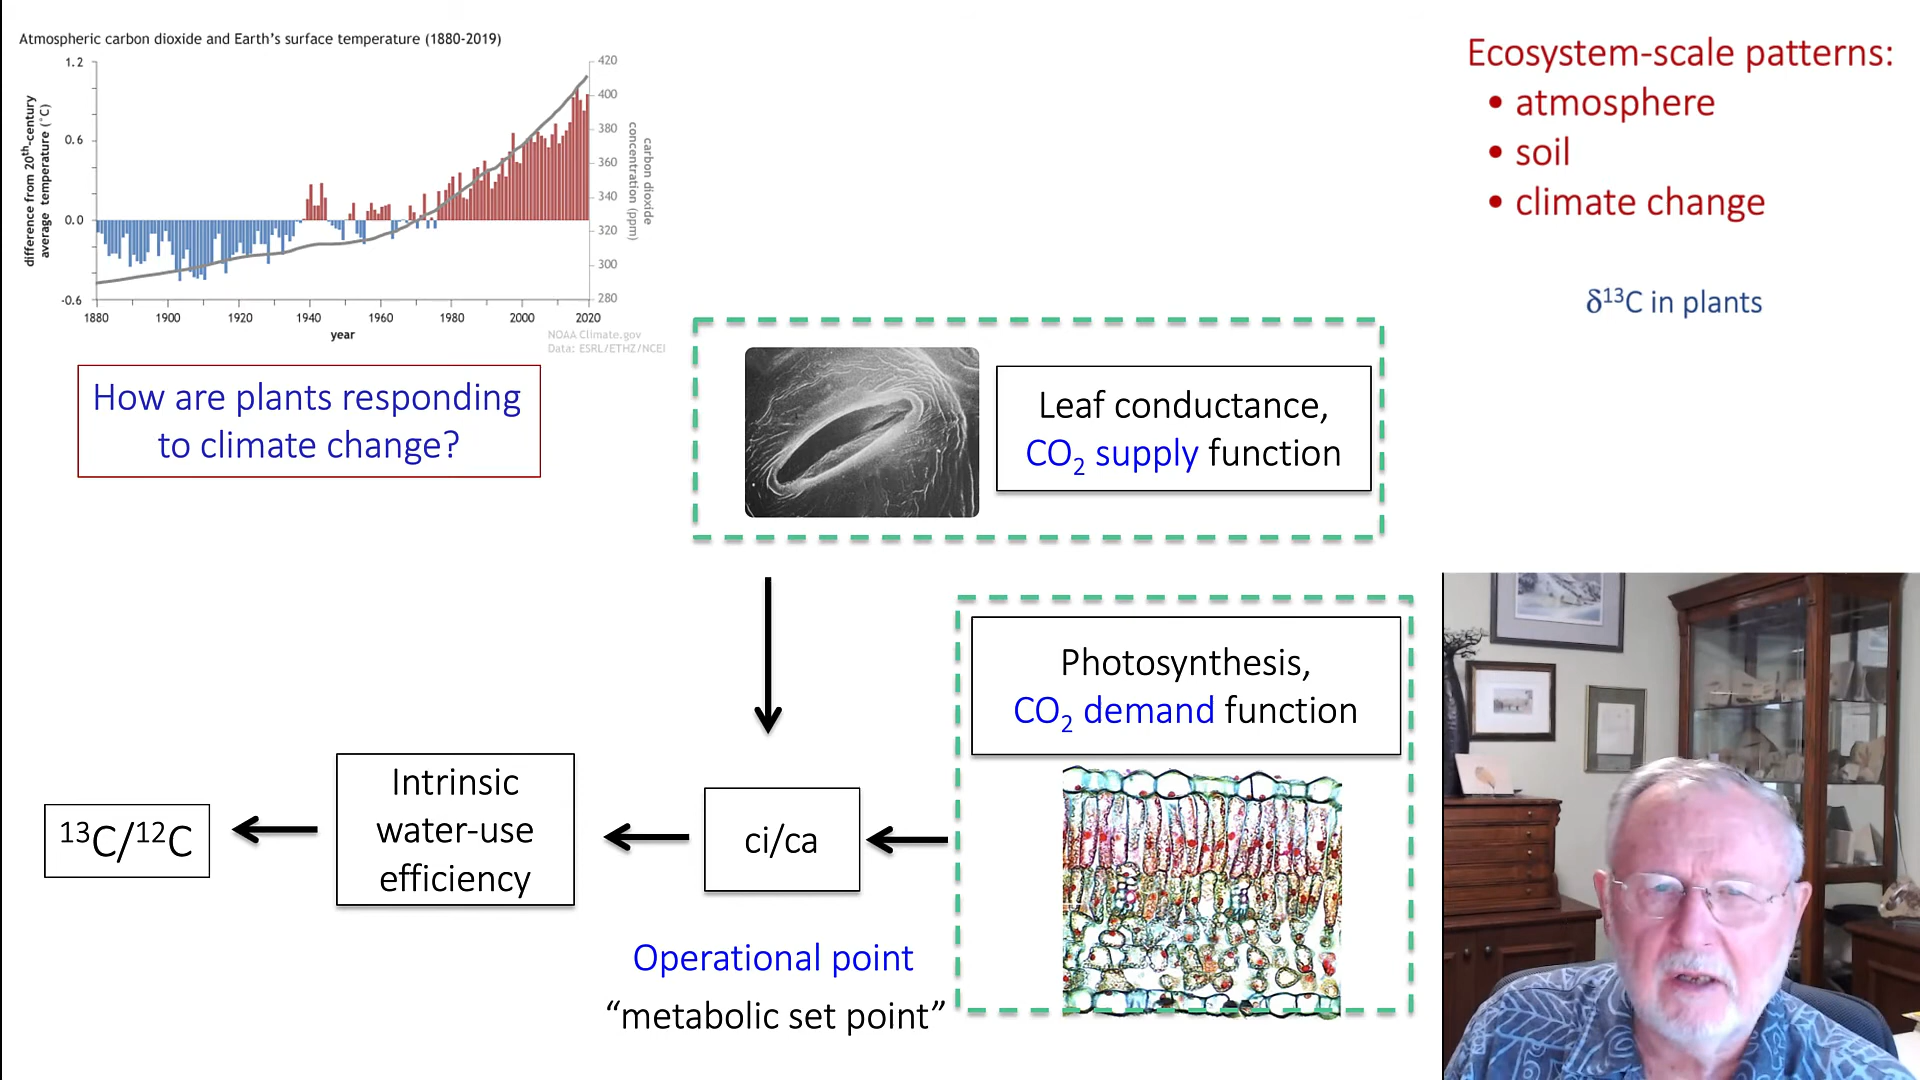 Atmospheric carbon dioxide and Earth's surface temperature (1880-2019)
difference from 20th-century
average temperature (°C)
1.2
0.6
0.0
-0.6
420
400
380
360
340
320
300
280
carbon dioxide
concentration (ppm)
1880
1900
1920
1940
1960
1980
2000
2020
year
NOAA Climate.gov
Data: ESRL/ETHZ/NCEI
Ecosystem-scale patterns:
• atmosphere
• soil
• climate change
δ13C in plants
How are plants responding
to climate change?
Leaf conductance,
CO2 supply function
Photosynthesis,
CO2 demand function
13C/12C
Intrinsic
water-use
efficiency
ci/ca
Operational point
“metabolic set point”